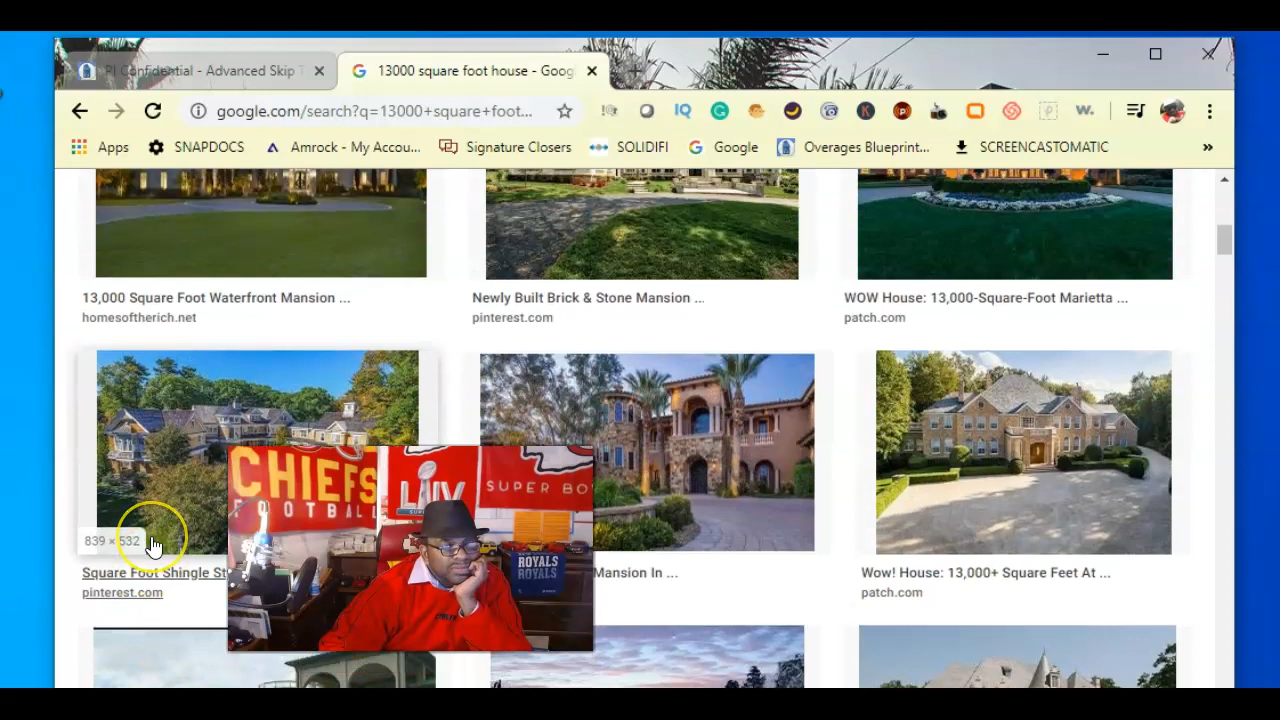 PI Confidential - Advanced Skip T
13000 square foot house - Goog
google.com/search?q=13000+square+foot...
IQ
w.
Apps
SNAPDOCS
Amrock - My Accou...
Signature Closers
SOLIDIFI
Google
Overages Blueprint...
SCREENCASTOMATIC
»
13,000 Square Foot Waterfront Mansion ...
homesoftherich.net
Newly Built Brick & Stone Mansion ...
pinterest.com
WOW House: 13,000-Square-Foot Marietta ...
patch.com
839 × 532
Square Foot Shingle St
pinterest.com
Mansion In ...
Wow! House: 13,000+ Square Feet At ...
patch.com
CHIEFS
FOOTBALL
LIV
SUPER BO
ROYALS
ROYALS